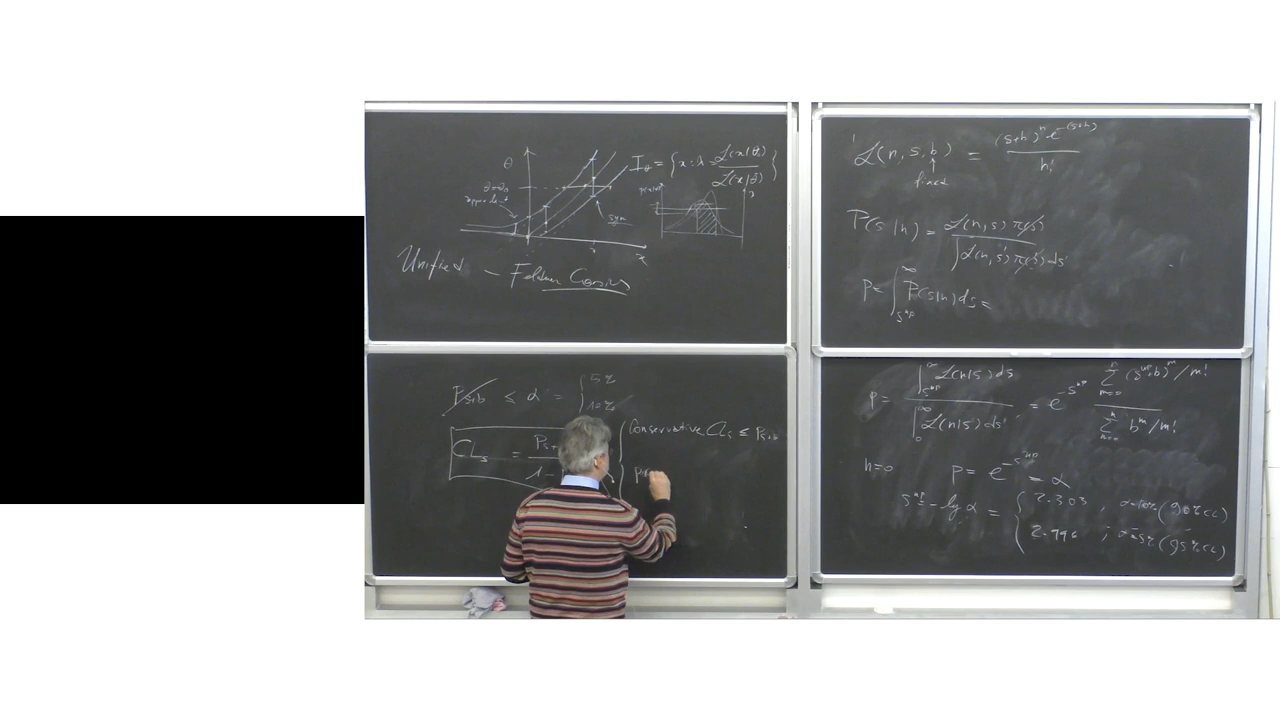 θ
I_θ = { x : λ = L(x|θ₀) / L(x|θ̂) }
Unified – Feldman Cousins
P_{s+b} ≤ α = { 5%
10%
Conservative CL_s ≤ P_{s+b}
CL_s =
L(n, s, b) = (s+b)^n e^{-(s+b)} / n!
fixed
P(s|n) = L(n,s) π(s) / ∫ L(n,s') π(s') ds'
P = ∫_{s^{up}}^∞ P(s|n) ds =
p = ∫_{s^{up}}^∞ L(n|s) ds / ∫_0^∞ L(n|s) ds = e^{-s^{up}} Σ_{m=0}^n (s^{up}+b)^m / m! / Σ_{m=0}^n b^m / m!
n=0 p = e^{-s^{up}} = α
s^{up} = -log α = { 2.303 , α=10% (90% CL)
2.996 ; α=5% (95% CL)